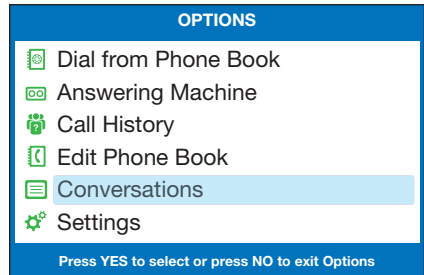 OPTIONS
Dial from Phone Book
Answering Machine
Call History
Edit Phone Book
Conversations
Settings
Press YES to select or press NO to exit Options